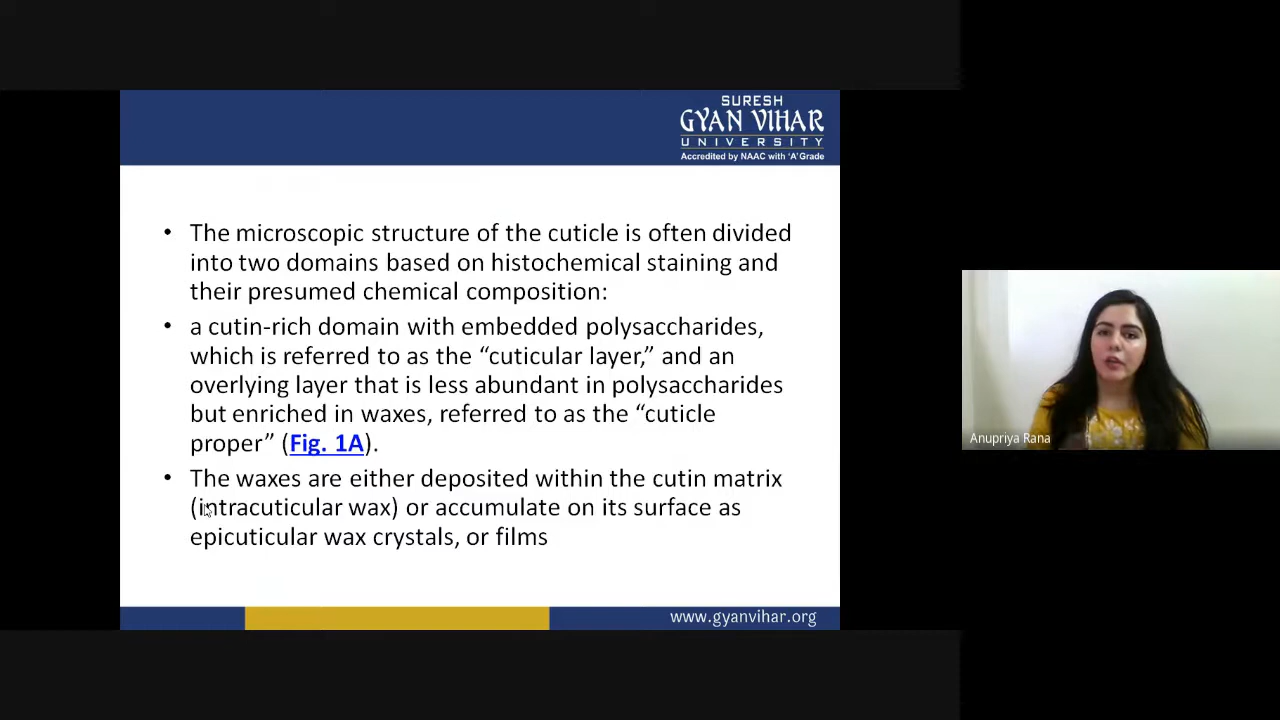 SURESH
GYAN VIHAR
UNIVERSITY
Accredited by NAAC with 'A' Grade
• The microscopic structure of the cuticle is often divided
into two domains based on histochemical staining and
their presumed chemical composition:
• a cutin-rich domain with embedded polysaccharides,
which is referred to as the “cuticular layer,” and an
overlying layer that is less abundant in polysaccharides
but enriched in waxes, referred to as the “cuticle
proper” (Fig. 1A).
• The waxes are either deposited within the cutin matrix
(intracuticular wax) or accumulate on its surface as
epicuticular wax crystals, or films
www.gyanvihar.org
Anupriya Rana